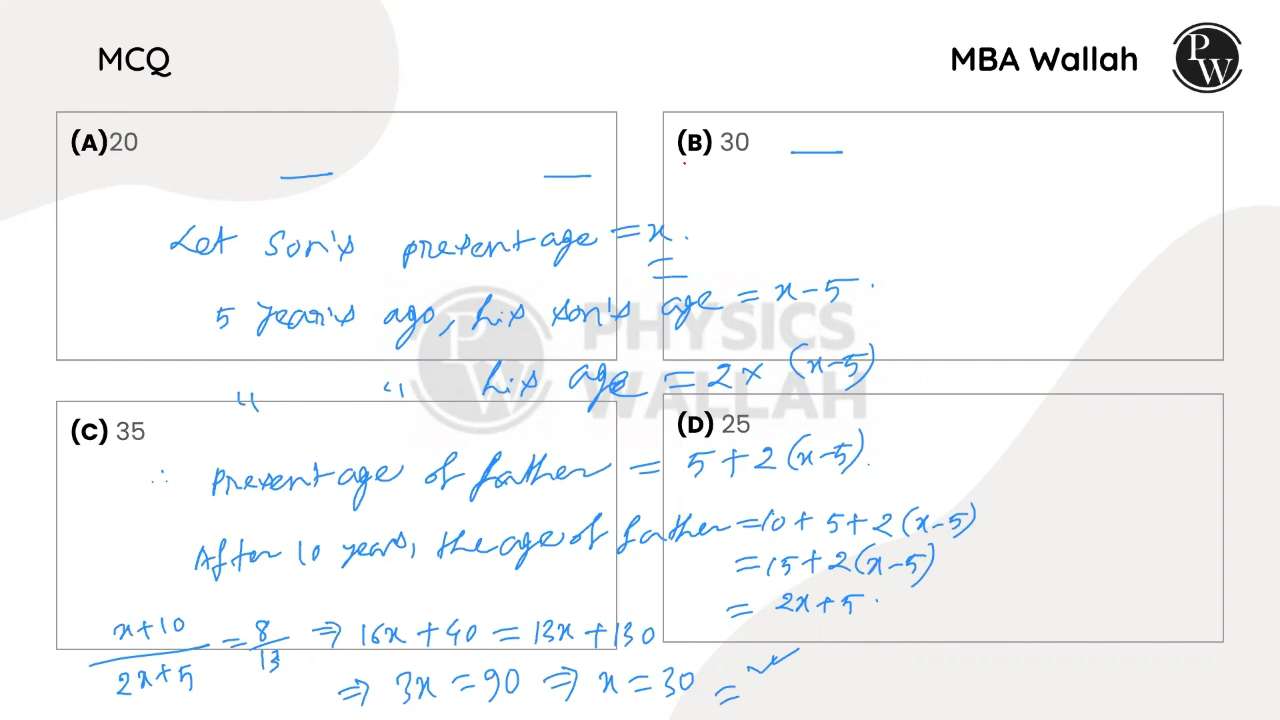 MCQ
MBA Wallah
P
W
(A)20
(B) 30
Let Son's present age = x.
5 year's ago, his son's age = x-5.
" " his age = 2 × (x-5)
PHYSICS
WALLAH
(C) 35
(D) 25
∴ Present age of father = 5+2(x-5).
After 10 years, the age of father = 10 + 5+2(x-5)
= 15+2(x-5)
= 2x+5.
x+10/2x+5 = 8/13 ⇒ 16x+40 = 13x+130
⇒ 3x = 90 ⇒ x = 30